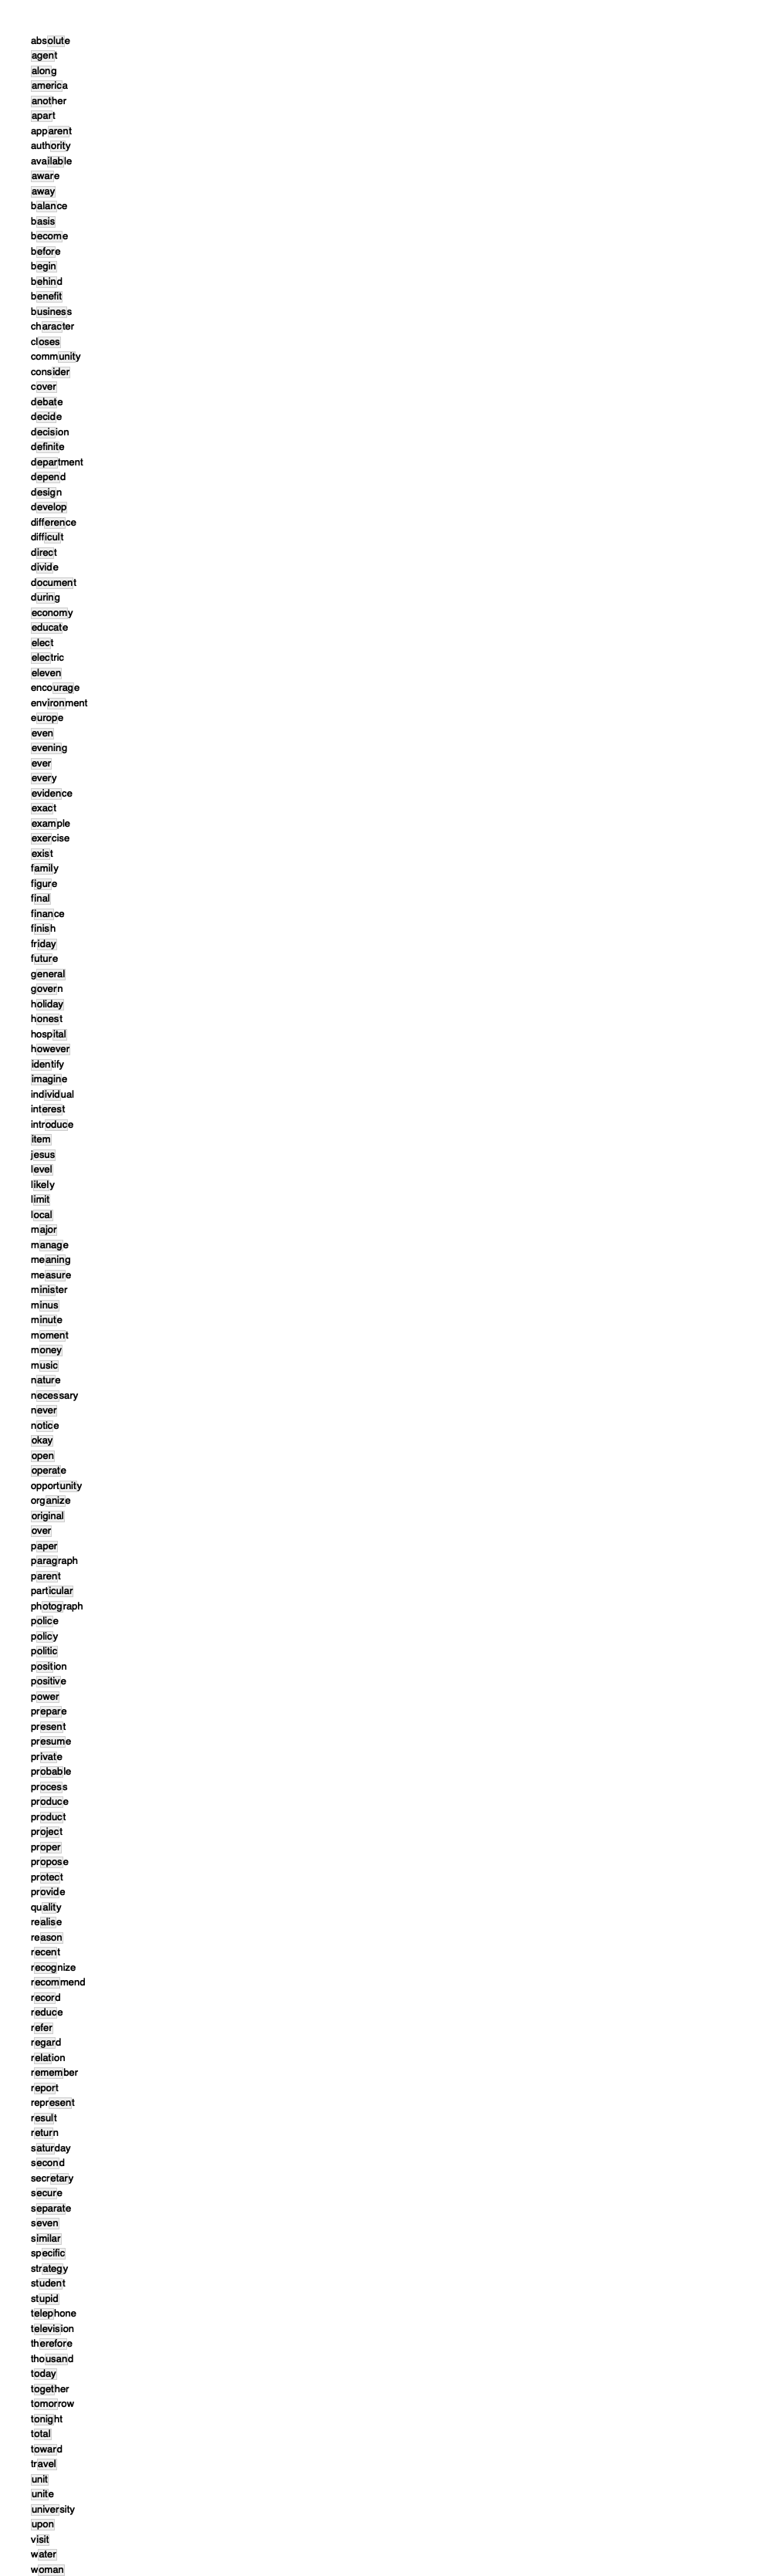 absolute
agent
along
america
another
apart
apparent
authority
available
aware
away
balance
basis
become
before
begin
behind
benefit
business
character
closes
community
consider
cover
debate
decide
decision
definite
department
depend
design
develop
difference
difficult
direct
divide
document
during
economy
educate
elect
electric
eleven
encourage
environment
europe
even
evening
ever
every
evidence
exact
example
exercise
exist
family
figure
final
finance
finish
friday
future
general
govern
holiday
honest
hospital
however
identify
imagine
individual
interest
introduce
item
jesus
level
likely
limit
local
major
manage
meaning
measure
minister
minus
minute
moment
money
music
nature
necessary
never
notice
okay
open
operate
opportunity
organize
original
over
paper
paragraph
parent
particular
photograph
police
policy
politic
position
positive
power
prepare
present
presume
private
probable
process
produce
product
project
proper
propose
protect
provide
quality
realise
reason
recent
recognize
recommend
record
reduce
refer
regard
relation
remember
report
represent
result
return
saturday
second
secretary
secure
separate
seven
similar
specific
strategy
student
stupid
telephone
television
therefore
thousand
today
together
tomorrow
tonight
total
toward
travel
unit
unite
university
upon
visit
water
woman